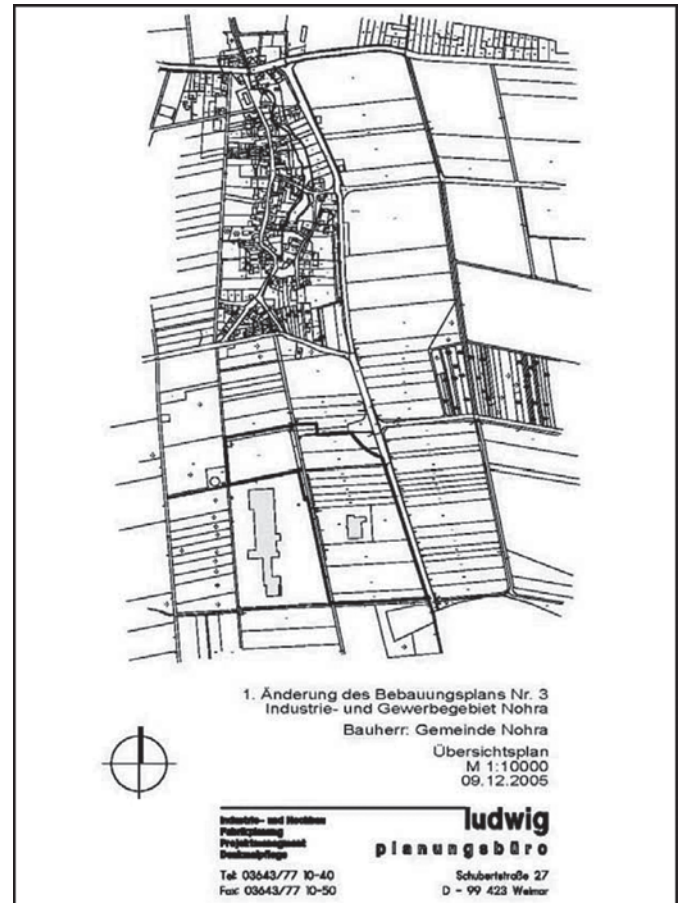 1. Änderung des Bebauungsplans Nr. 3
Industrie- und Gewerbegebiet Nohra
Bauherr: Gemeinde Nohra
Übersichtsplan
M 1:10000
09.12.2005
Industrie- und Hochbau
Fabrikplanung
Projektmanagment
Denkmalpflege
Tel: 03643/77 10-40
Fax: 03643/77 10-50
ludwig
planungsbüro
Schubertstraße 27
D - 99 423 Weimar